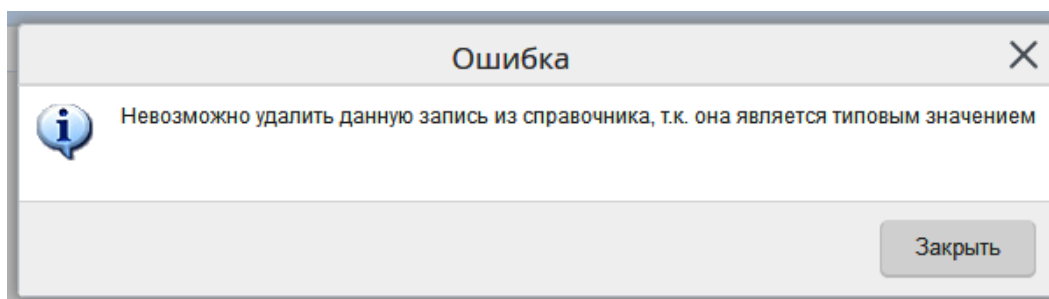 Ошибка
Невозможно удалить данную запись из справочника, т.к. она является типовым значением
Закрыть